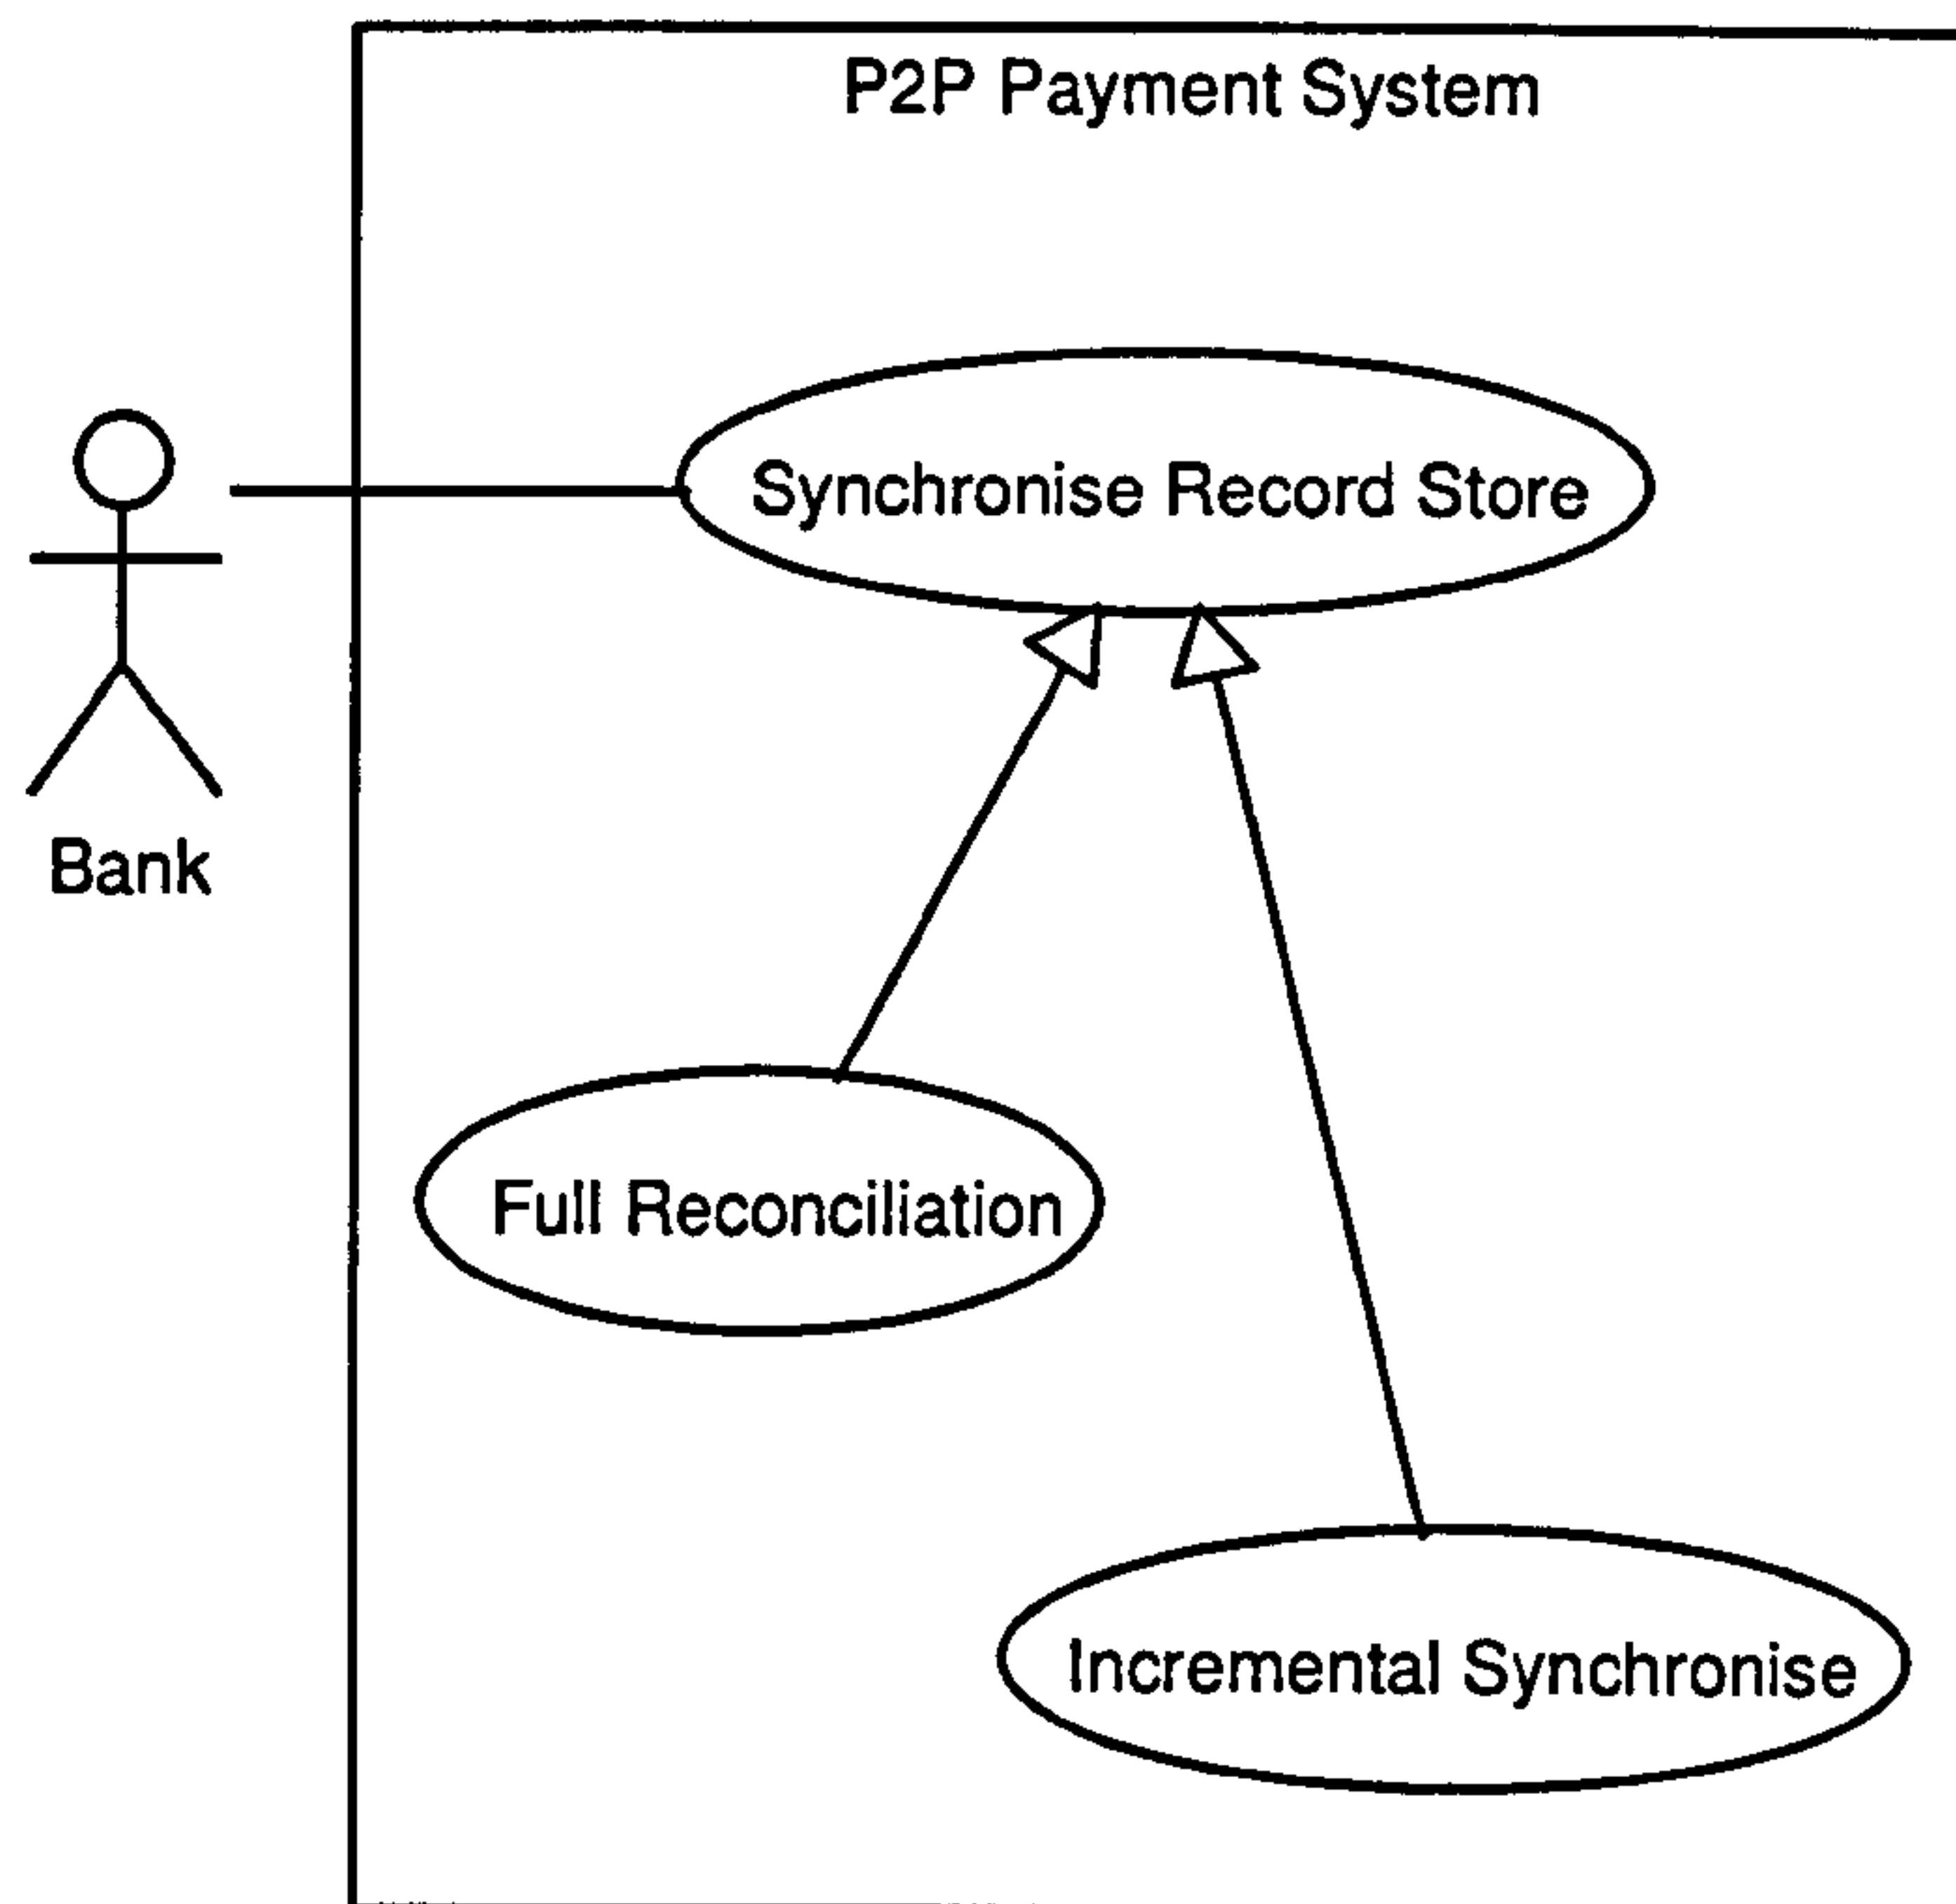 P2P Payment System
Synchronise Record Store
Bank
Full Reconciliation
Incremental Synchronise